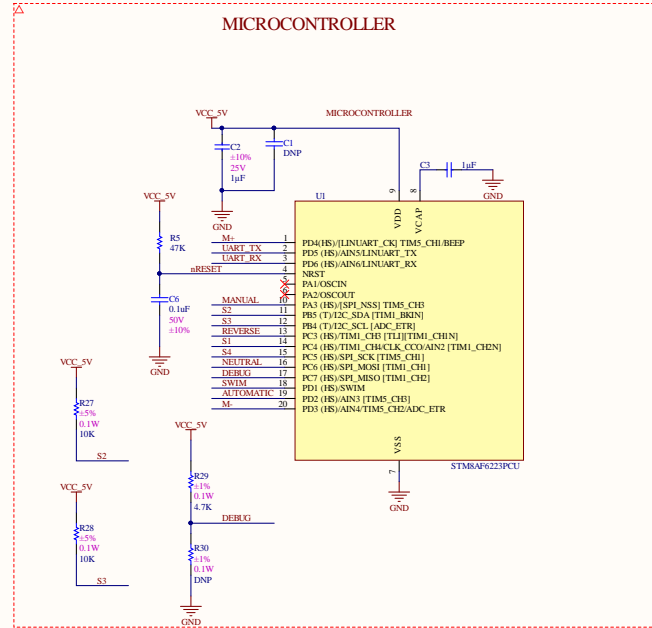 MICROCONTROLLER
VCC_5V
MICROCONTROLLER
C2
±10%
25V
1µF
C1
DNP
C3
1µF
GND
9
8
VDD
VCAP
GND
VCC_5V
R5
47K
nRESET
C6
0.1uF
50V
±10%
GND
U1
M+ 1 PD4(HS)/[LINUART_CK] TIM5_CH1/BEEP
UART_TX 2 PD5 (HS)/AIN5/LINUART_TX
UART_RX 3 PD6 (HS)/AIN6/LINUART_RX
4 NRST
5 PA1/OSCIN
6 PA2/OSCOUT
MANUAL 10 PA3 (HS)/[SPI_NSS] TIM5_CH3
S2 11 PB5 (T)/I2C_SDA [TIM1_BKIN]
S3 12 PB4 (T)/I2C_SCL [ADC_ETR]
REVERSE 13 PC3 (HS)/TIM1_CH3 [TLI][TIM1_CH1N]
S1 14 PC4 (HS)/TIM1_CH4/CLK_CCO/AIN2 [TIM1_CH2N]
S4 15 PC5 (HS)/SPI_SCK [TIM5_CH1]
NEUTRAL 16 PC6 (HS)/SPI_MOSI [TIM1_CH1]
DEBUG 17 PC7 (HS)/SPI_MISO [TIM1_CH2]
SWIM 18 PD1 (HS)/SWIM
AUTOMATIC 19 PD2 (HS)/AIN3 [TIM5_CH3]
M- 20 PD3 (HS)/AIN4/TIM5_CH2/ADC_ETR
VSS
7
STM8AF6223PCU
GND
VCC_5V
R27
±5%
0.1W
10K
S2
VCC_5V
R28
±5%
0.1W
10K
S3
VCC_5V
R29
±1%
0.1W
4.7K
DEBUG
R30
±1%
0.1W
DNP
GND